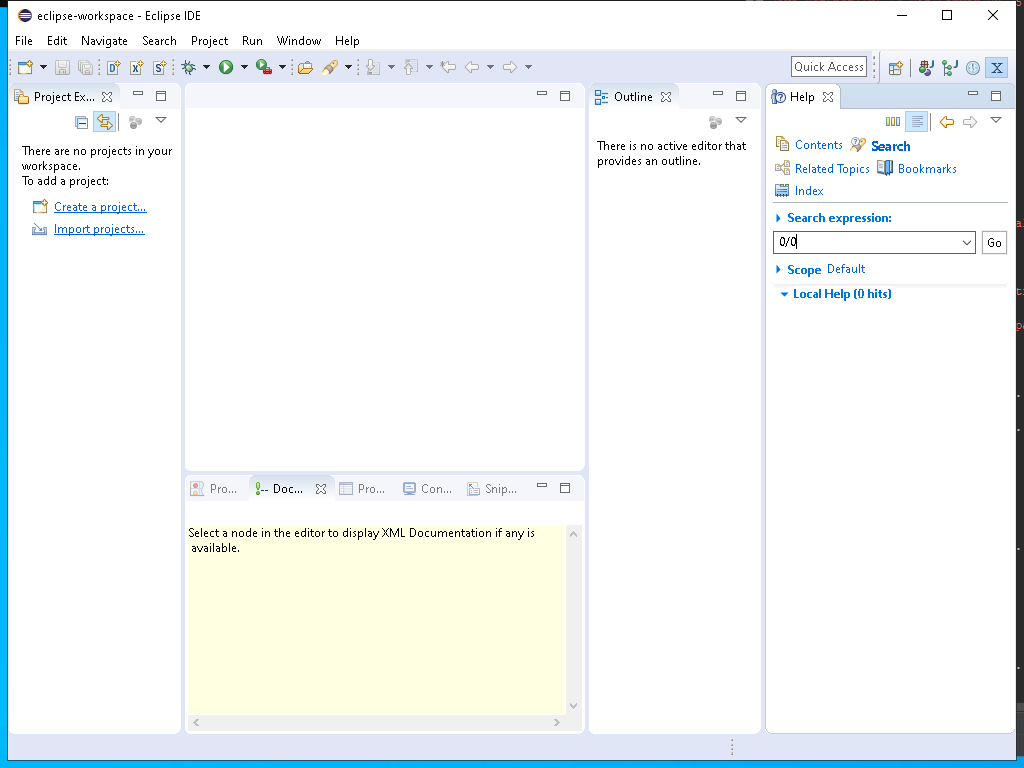 eclipse-workspace - Eclipse IDE
File Edit Navigate Search Project Run Window Help
Quick Access
Project Ex...
There are no projects in your
workspace.
To add a project:
Create a project...
Import projects...
Outline
There is no active editor that
provides an outline.
Help
Contents Search
Related Topics Bookmarks
Index
Search expression:
0/0 Go
Scope Default
Local Help (0 hits)
Pro... Doc... Pro... Con... Snip...
Select a node in the editor to display XML Documentation if any is
available.